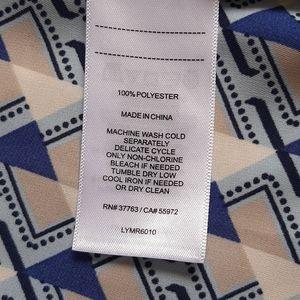 100% POLYESTER
MADE IN CHINA
MACHINE WASH COLD
SEPARATELY
DELICATE CYCLE
ONLY NON-CHLORINE
BLEACH IF NEEDED
TUMBLE DRY LOW
COOL IRON IF NEEDED
OR DRY CLEAN
RN# 37763 / CA# 55972
LYMR6010